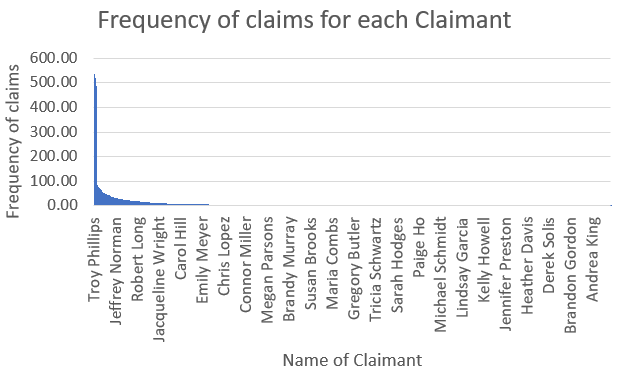 Frequency of claims for each Claimant
Frequency of claims
600.00
500.00
400.00
300.00
200.00
100.00
0.00
Troy Phillips
Jeffrey Norman
Robert Long
Jacqueline Wright
Carol Hill
Emily Meyer
Chris Lopez
Connor Miller
Megan Parsons
Brandy Murray
Susan Brooks
Maria Combs
Gregory Butler
Tricia Schwartz
Sarah Hodges
Paige Ho
Michael Schmidt
Lindsay Garcia
Kelly Howell
Jennifer Preston
Heather Davis
Derek Solis
Brandon Gordon
Andrea King
Name of Claimant